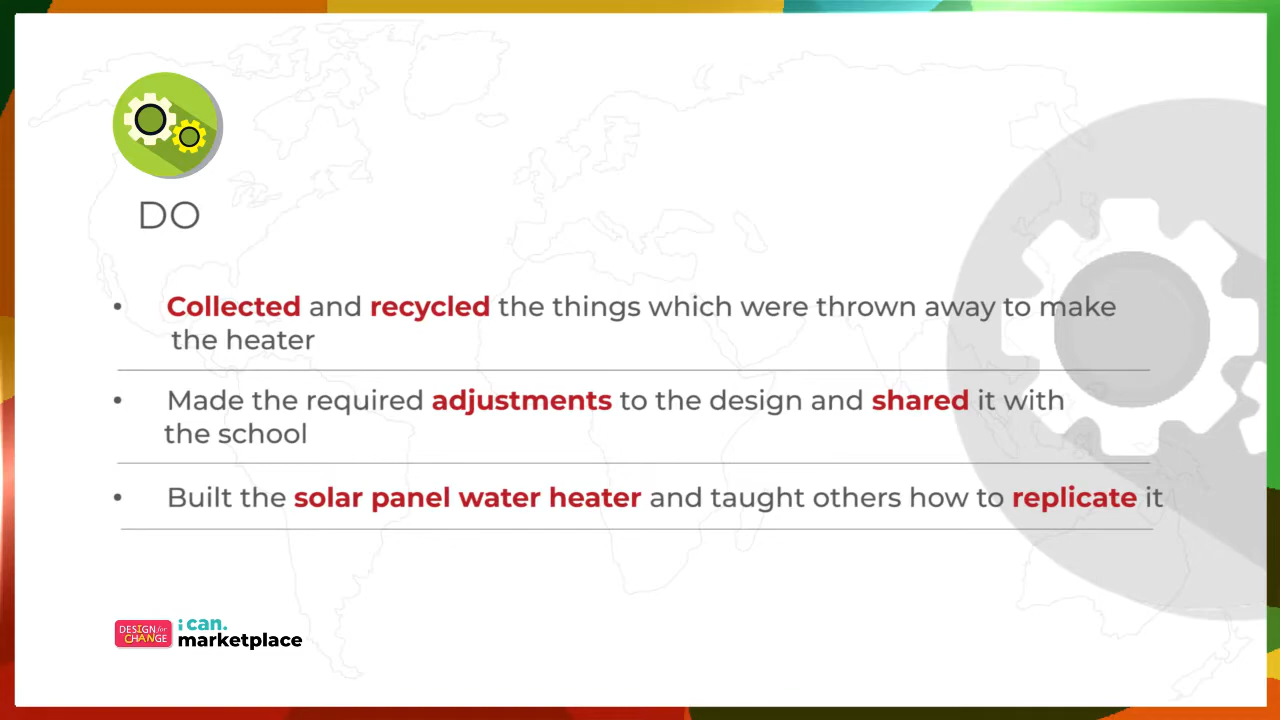 DO
• Collected and recycled the things which were thrown away to make
the heater
• Made the required adjustments to the design and shared it with
the school
• Built the solar panel water heater and taught others how to replicate it
DESIGN for
CHANGE
i can.
marketplace